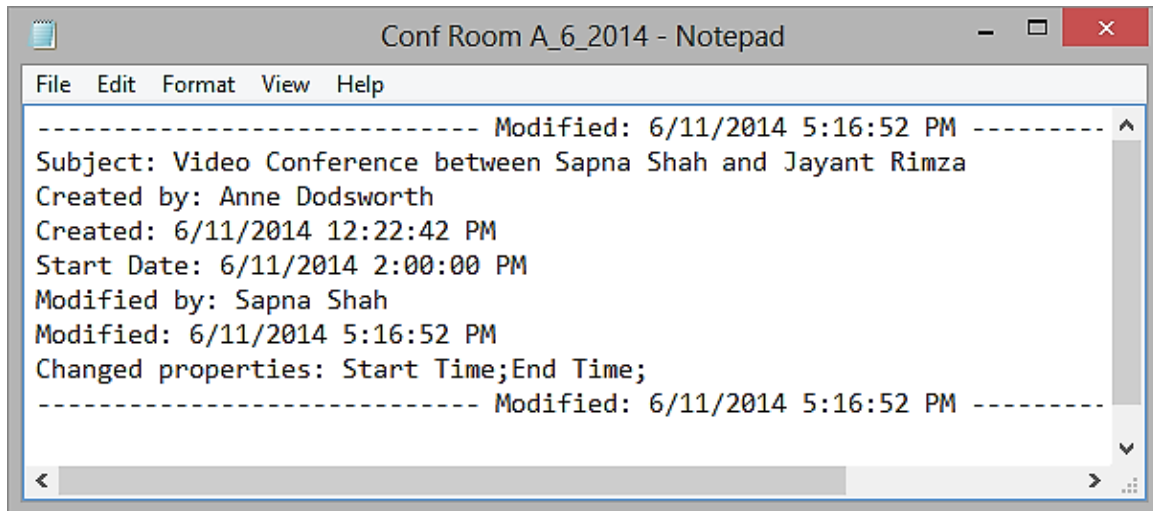 Conf Room A_6_2014 - Notepad
File Edit Format View Help
------------------------------ Modified: 6/11/2014 5:16:52 PM ---------
Subject: Video Conference between Sapna Shah and Jayant Rimza
Created by: Anne Dodsworth
Created: 6/11/2014 12:22:42 PM
Start Date: 6/11/2014 2:00:00 PM
Modified by: Sapna Shah
Modified: 6/11/2014 5:16:52 PM
Changed properties: Start Time;End Time;
------------------------------ Modified: 6/11/2014 5:16:52 PM ---------